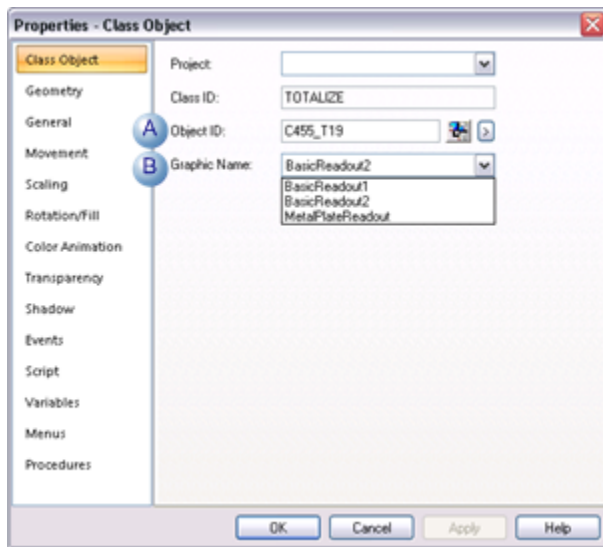 Properties - Class Object
Class Object
Geometry
General
Movement
Scaling
Rotation/Fill
Color Animation
Transparency
Shadow
Events
Script
Variables
Menus
Procedures
Project:
Class ID: TOTALIZE
A Object ID: C455_T19 >
B Graphic Name: BasicReadout2
BasicReadout1
BasicReadout2
MetalPlateReadout
OK Cancel Apply Help